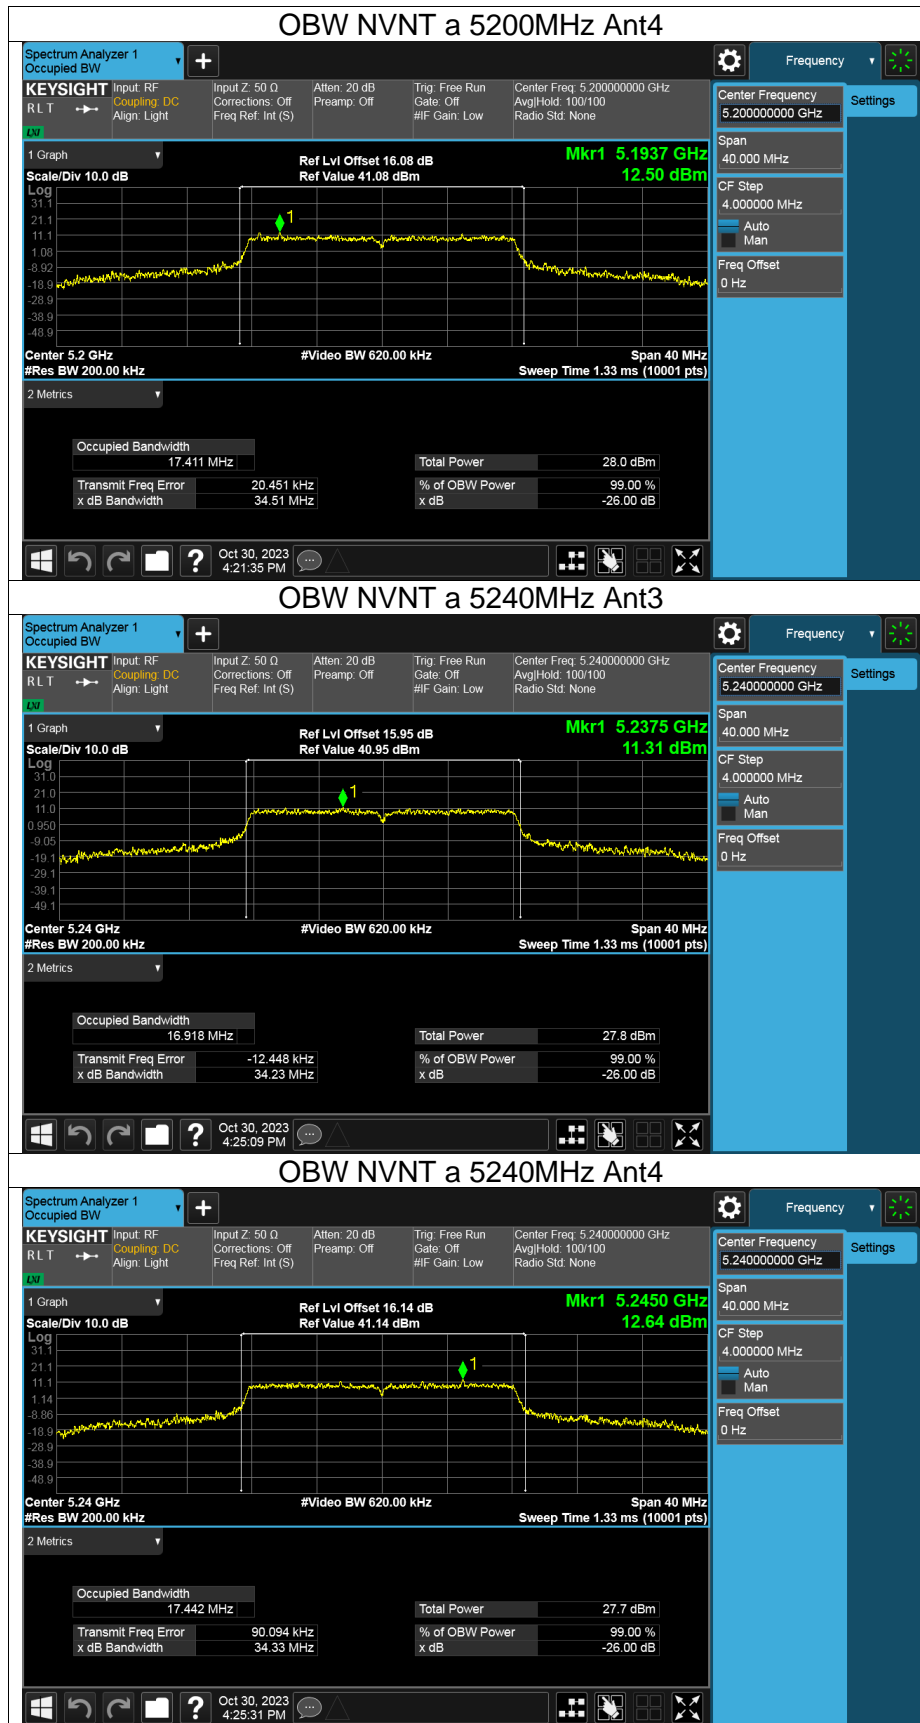 OBW NVNT a 5200MHz Ant4
Spectrum Analyzer 1
Occupied BW
+
Frequency
KEYSIGHT
R L T
LXI
Input: RF
Coupling: DC
Align: Light
Input Z: 50 Ω
Corrections: Off
Freq Ref: Int (S)
Atten: 20 dB
Preamp: Off
Trig: Free Run
Gate: Off
#IF Gain: Low
Center Freq: 5.200000000 GHz
Avg|Hold: 100/100
Radio Std: None
Center Frequency
5.200000000 GHz
Settings
Span
40.000 MHz
CF Step
4.000000 MHz
Auto
Man
Freq Offset
0 Hz
1 Graph
Scale/Div 10.0 dB
Ref Lvl Offset 16.08 dB
Ref Value 41.08 dBm
Mkr1 5.1937 GHz
12.50 dBm
Log
31.1
21.1
11.1
1.08
-8.92
-18.9
-28.9
-38.9
-48.9
1
Center 5.2 GHz
#Res BW 200.00 kHz
#Video BW 620.00 kHz
Span 40 MHz
Sweep Time 1.33 ms (10001 pts)
2 Metrics
Occupied Bandwidth
17.411 MHz
Total Power 28.0 dBm
Transmit Freq Error 20.451 kHz
% of OBW Power 99.00 %
x dB Bandwidth 34.51 MHz
x dB -26.00 dB
?
Oct 30, 2023
4:21:35 PM
OBW NVNT a 5240MHz Ant3
Spectrum Analyzer 1
Occupied BW
+
Frequency
KEYSIGHT
R L T
LXI
Input: RF
Coupling: DC
Align: Light
Input Z: 50 Ω
Corrections: Off
Freq Ref: Int (S)
Atten: 20 dB
Preamp: Off
Trig: Free Run
Gate: Off
#IF Gain: Low
Center Freq: 5.240000000 GHz
Avg|Hold: 100/100
Radio Std: None
Center Frequency
5.240000000 GHz
Settings
Span
40.000 MHz
CF Step
4.000000 MHz
Auto
Man
Freq Offset
0 Hz
1 Graph
Scale/Div 10.0 dB
Ref Lvl Offset 15.95 dB
Ref Value 40.95 dBm
Mkr1 5.2375 GHz
11.31 dBm
Log
31.0
21.0
11.0
0.950
-9.05
-19.1
-29.1
-39.1
-49.1
1
Center 5.24 GHz
#Res BW 200.00 kHz
#Video BW 620.00 kHz
Span 40 MHz
Sweep Time 1.33 ms (10001 pts)
2 Metrics
Occupied Bandwidth
16.918 MHz
Total Power 27.8 dBm
Transmit Freq Error -12.448 kHz
% of OBW Power 99.00 %
x dB Bandwidth 34.23 MHz
x dB -26.00 dB
?
Oct 30, 2023
4:25:09 PM
OBW NVNT a 5240MHz Ant4
Spectrum Analyzer 1
Occupied BW
+
Frequency
KEYSIGHT
R L T
LXI
Input: RF
Coupling: DC
Align: Light
Input Z: 50 Ω
Corrections: Off
Freq Ref: Int (S)
Atten: 20 dB
Preamp: Off
Trig: Free Run
Gate: Off
#IF Gain: Low
Center Freq: 5.240000000 GHz
Avg|Hold: 100/100
Radio Std: None
Center Frequency
5.240000000 GHz
Settings
Span
40.000 MHz
CF Step
4.000000 MHz
Auto
Man
Freq Offset
0 Hz
1 Graph
Scale/Div 10.0 dB
Ref Lvl Offset 16.14 dB
Ref Value 41.14 dBm
Mkr1 5.2450 GHz
12.64 dBm
Log
31.1
21.1
11.1
1.14
-8.86
-18.9
-28.9
-38.9
-48.9
1
Center 5.24 GHz
#Res BW 200.00 kHz
#Video BW 620.00 kHz
Span 40 MHz
Sweep Time 1.33 ms (10001 pts)
2 Metrics
Occupied Bandwidth
17.442 MHz
Total Power 27.7 dBm
Transmit Freq Error 90.094 kHz
% of OBW Power 99.00 %
x dB Bandwidth 34.33 MHz
x dB -26.00 dB
?
Oct 30, 2023
4:25:31 PM